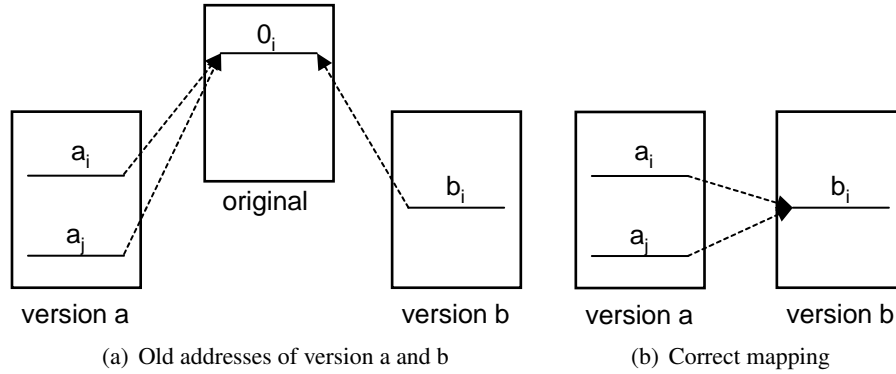 0i
ai
aj
original
bi
version a
version b
ai
aj
bi
version a
version b
(a) Old addresses of version a and b
(b) Correct mapping